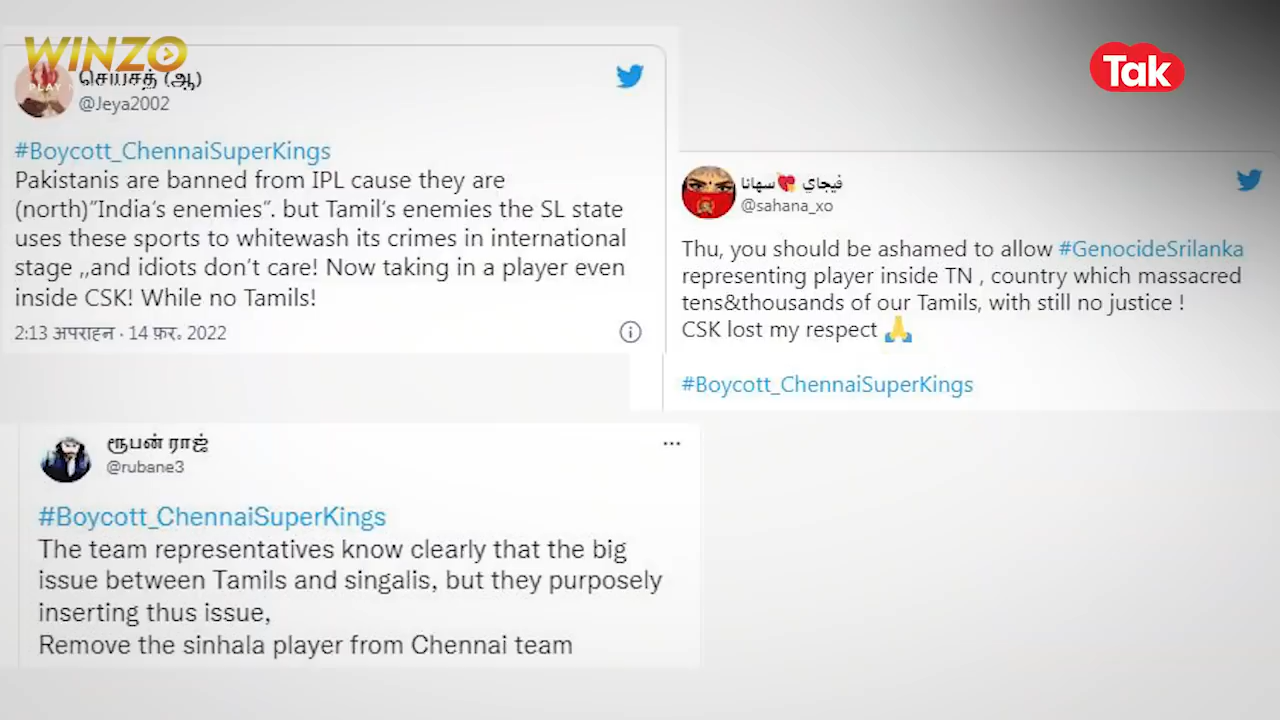 WINZO
PLAY
செயசத் (ஆ)
@Jeya2002
#Boycott_ChennaiSuperKings
Pakistanis are banned from IPL cause they are
(north)”India’s enemies”. but Tamil’s enemies the SL state
uses these sports to whitewash its crimes in international
stage ,,and idiots don’t care! Now taking in a player even
inside CSK! While no Tamils!
2:13 अपराह्न · 14 फ़र॰ 2022
Tak
فيجاي سهانا
@sahana_xo
Thu, you should be ashamed to allow #GenocideSrilanka
representing player inside TN , country which massacred
tens&thousands of our Tamils, with still no justice !
CSK lost my respect 🙏
#Boycott_ChennaiSuperKings
ரூபன் ராஜ்
@rubane3
#Boycott_ChennaiSuperKings
The team representatives know clearly that the big
issue between Tamils and singalis, but they purposely
inserting thus issue,
Remove the sinhala player from Chennai team